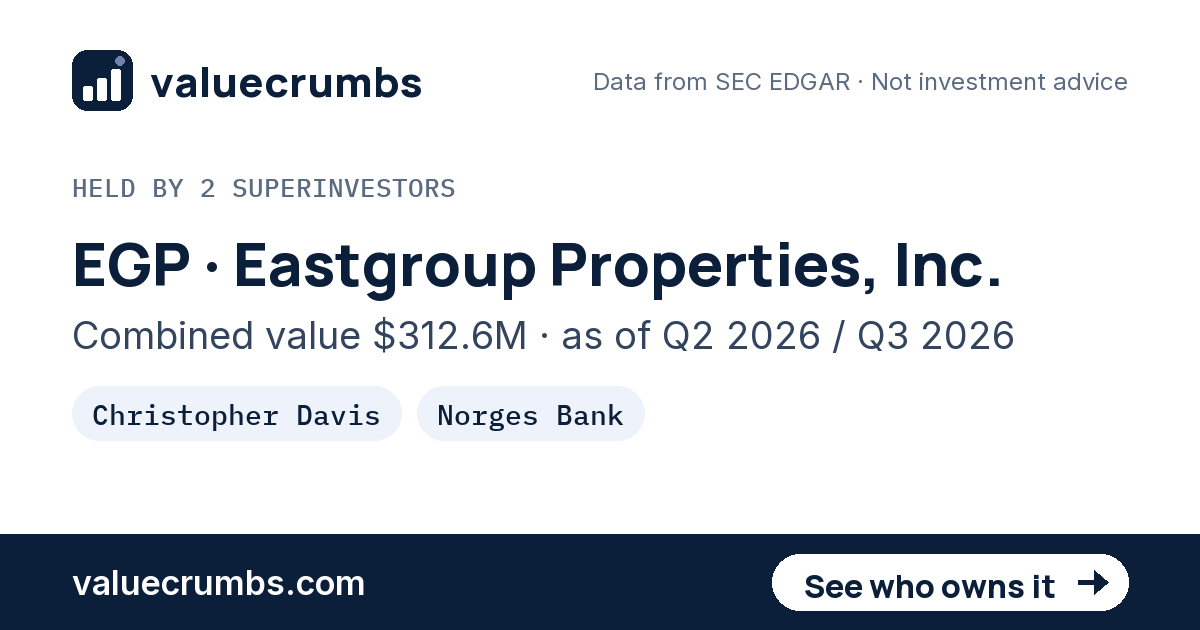 valuecrumbs
Data from SEC EDGAR · Not investment advice
HELD BY 2 SUPERINVESTORS
EGP · Eastgroup Properties, Inc.
Combined value $312.6M · as of Q2 2026 / Q3 2026
Christopher Davis
Norges Bank
valuecrumbs.com
See who owns it →